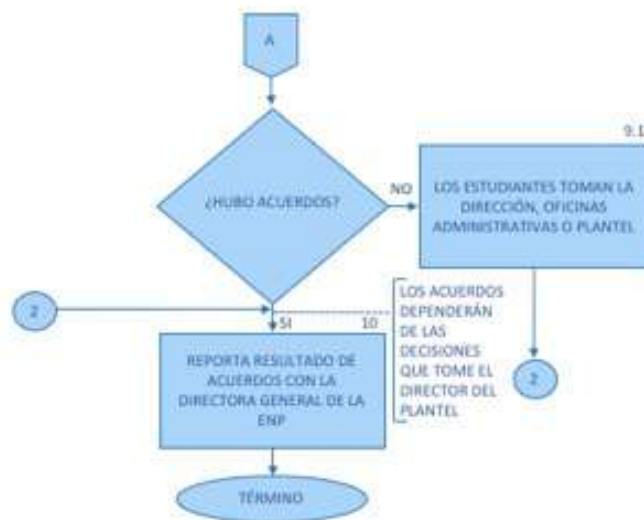 A
¿HUBO ACUERDOS?
NO
9.1
LOS ESTUDIANTES TOMAN LA
DIRECCIÓN, OFICINAS
ADMINISTRATIVAS O PLANTEL
2
SI
10
LOS ACUERDOS
DEPENDERÁN
DE LAS
DECISIONES
QUE TOME EL
DIRECTOR DEL
PLANTEL
2
REPORTA RESULTADO DE
ACUERDOS CON LA
DIRECTORA GENERAL DE LA
ENP
TÉRMINO